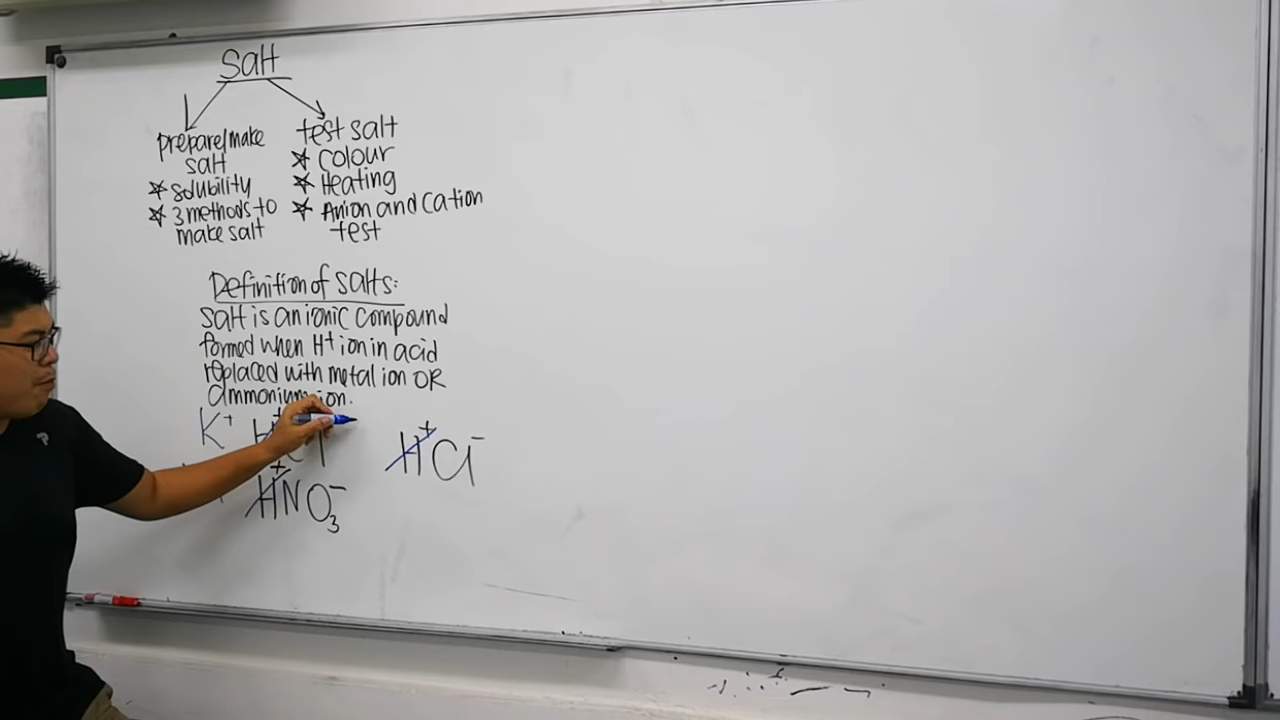 Salt
prepare/make
salt
☆ solubility
☆ 3 methods to
make salt
test salt
☆ colour
☆ Heating
☆ Anion and Cation
test
Definition of salts:
Salt is an ionic compound
formed when H+ ion in acid
replaced with metal ion OR
ammonium ion.
K+
H+Cl-
H+NO3-